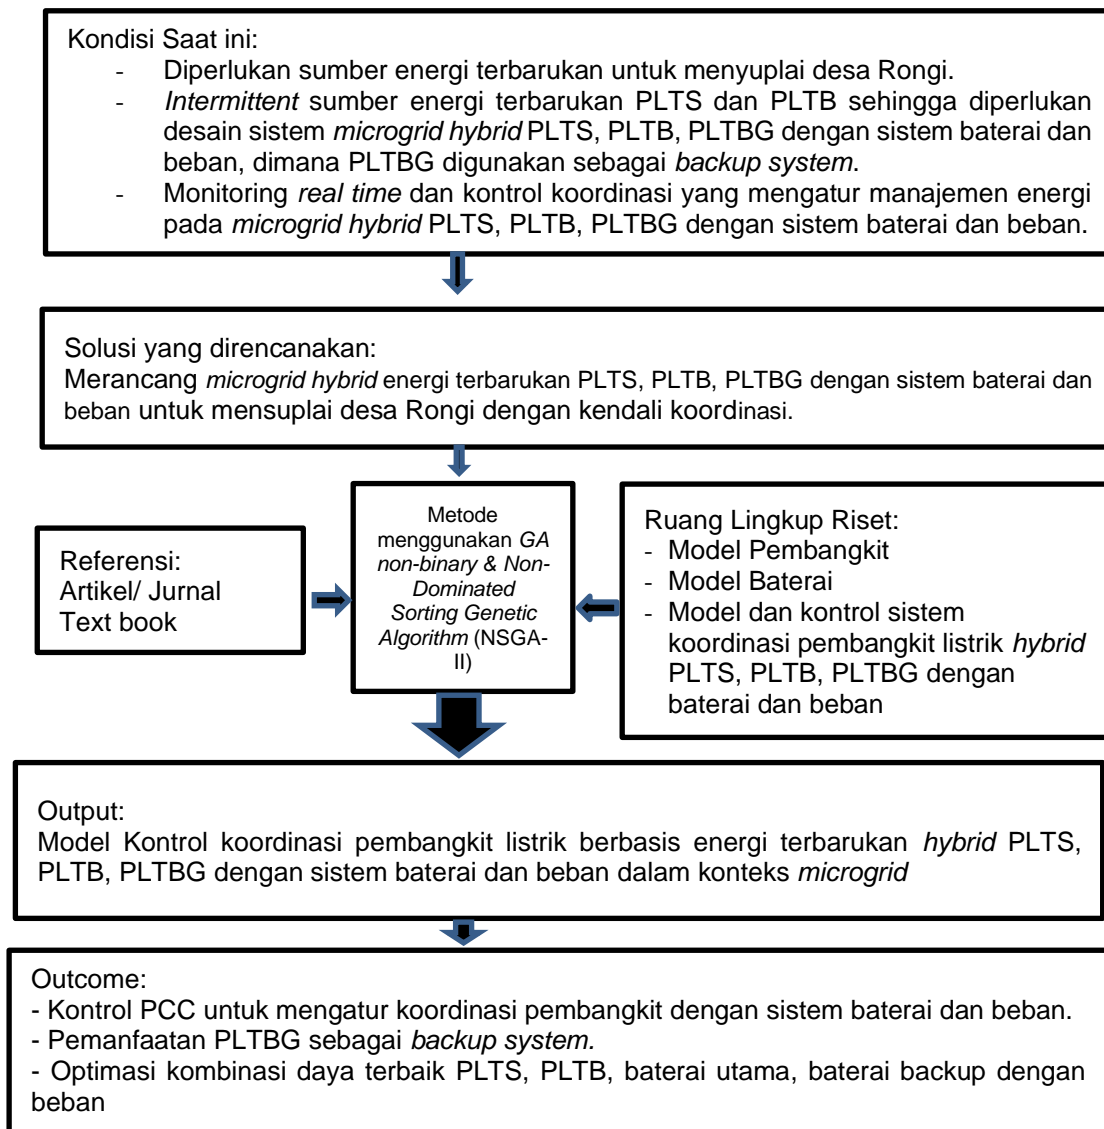 Kondisi Saat ini:
- Diperlukan sumber energi terbarukan untuk menyuplai desa Rongi.
- Intermittent sumber energi terbarukan PLTS dan PLTB sehingga diperlukan
desain sistem microgrid hybrid PLTS, PLTB, PLTBG dengan sistem baterai dan
beban, dimana PLTBG digunakan sebagai backup system.
- Monitoring real time dan kontrol koordinasi yang mengatur manajemen energi
pada microgrid hybrid PLTS, PLTB, PLTBG dengan sistem baterai dan beban.
Solusi yang direncanakan:
Merancang microgrid hybrid energi terbarukan PLTS, PLTB, PLTBG dengan sistem baterai dan
beban untuk mensuplai desa Rongi dengan kendali koordinasi.
Referensi:
Artikel/ Jurnal
Text book
Metode
menggunakan GA
non-binary & Non-
Dominated
Sorting Genetic
Algorithm (NSGA-
II)
Ruang Lingkup Riset:
- Model Pembangkit
- Model Baterai
- Model dan kontrol sistem
koordinasi pembangkit listrik hybrid
PLTS, PLTB, PLTBG dengan
baterai dan beban
Output:
Model Kontrol koordinasi pembangkit listrik berbasis energi terbarukan hybrid PLTS,
PLTB, PLTBG dengan sistem baterai dan beban dalam konteks microgrid
Outcome:
- Kontrol PCC untuk mengatur koordinasi pembangkit dengan sistem baterai dan beban.
- Pemanfaatan PLTBG sebagai backup system.
- Optimasi kombinasi daya terbaik PLTS, PLTB, baterai utama, baterai backup dengan
beban